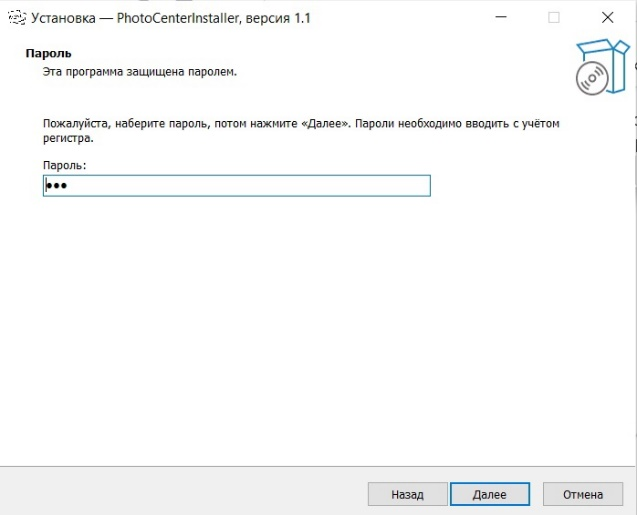 Установка — PhotoCenterInstaller, версия 1.1
Пароль
Эта программа защищена паролем.
Пожалуйста, наберите пароль, потом нажмите «Далее». Пароли необходимо вводить с учётом
регистра.
Пароль:
•••
Назад Далее Отмена